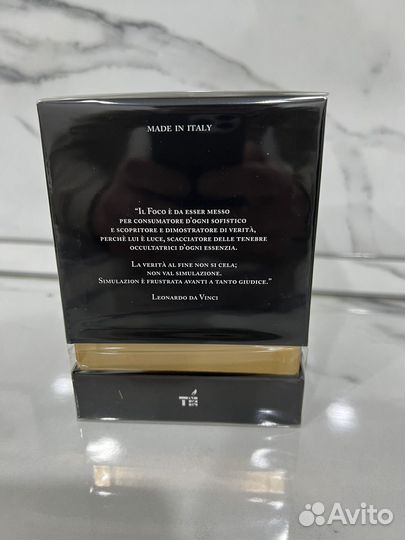 MADE IN ITALY
“IL FOCO È DA ESSER MESSO
PER CONSUMATORE D'OGNI SOFISTICO
E SCOPRITORE E DIMOSTRATORE DI VERITÀ,
PERCHÈ LUI È LUCE, SCACCIATORE DELLE TENEBRE
OCCULTATRICI D'OGNI ESSENZIA.
LA VERITÀ AL FINE NON SI CELA;
NON VAL SIMULAZIONE.
SIMULAZION È FRUSTRATA AVANTI A TANTO GIUDICE.”
LEONARDO DA VINCI
Avito